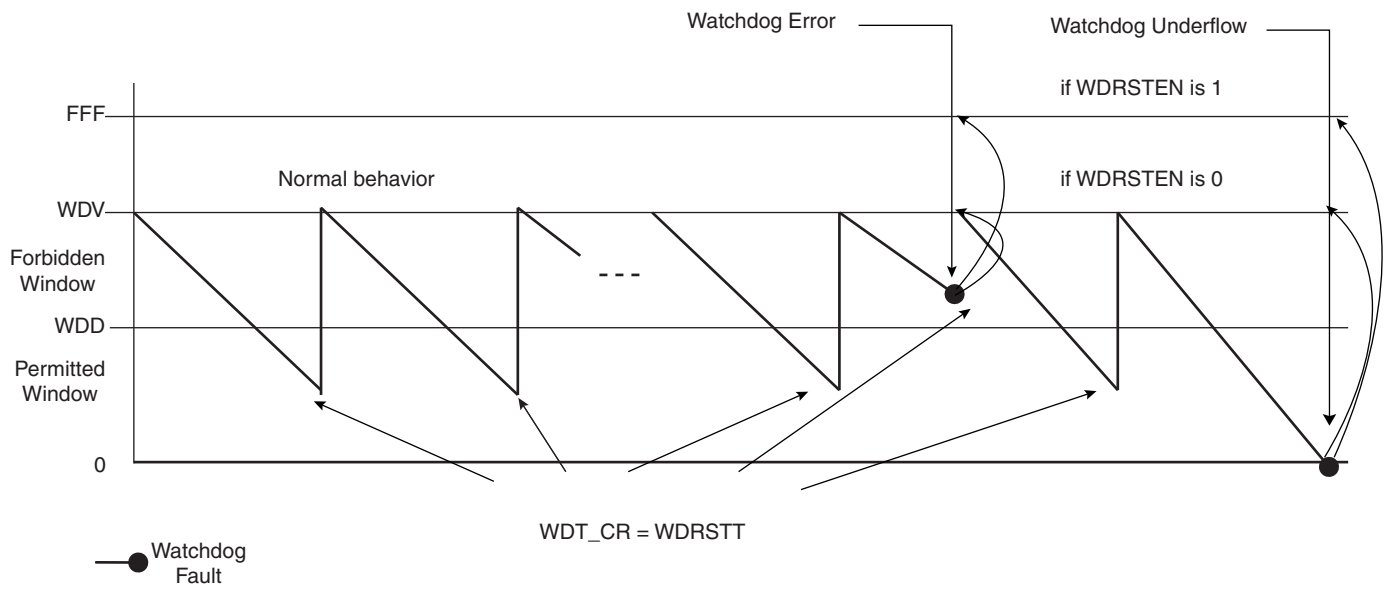 Watchdog Error
Watchdog Underflow
if WDRSTEN is 1
FFF
Normal behavior
if WDRSTEN is 0
WDV
Forbidden
Window
WDD
Permitted
Window
0
WDT_CR = WDRSTT
Watchdog
Fault